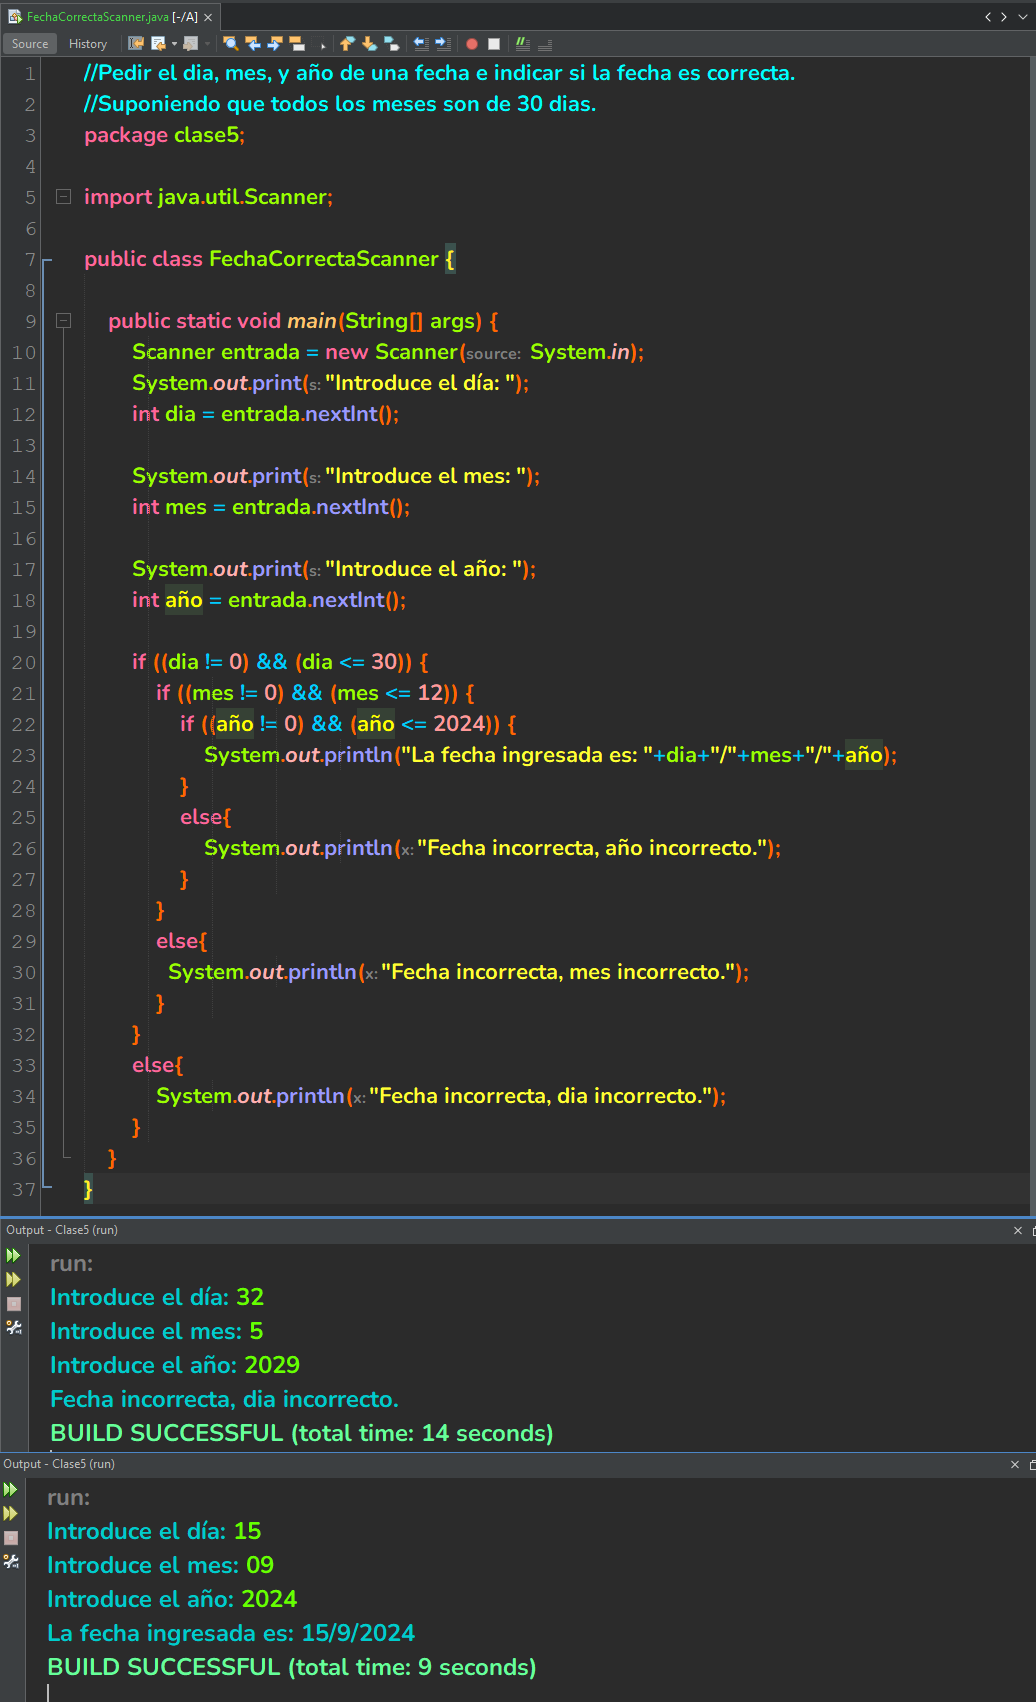 FechaCorrectaScanner.java [-/A]
Source History
1 //Pedir el dia, mes, y año de una fecha e indicar si la fecha es correcta.
2 //Suponiendo que todos los meses son de 30 dias.
3 package clase5;
4
5 import java.util.Scanner;
6
7 public class FechaCorrectaScanner {
8
9 public static void main(String[] args) {
10 Scanner entrada = new Scanner(source: System.in);
11 System.out.print(s: "Introduce el día: ");
12 int dia = entrada.nextInt();
13
14 System.out.print(s: "Introduce el mes: ");
15 int mes = entrada.nextInt();
16
17 System.out.print(s: "Introduce el año: ");
18 int año = entrada.nextInt();
19
20 if ((dia != 0) && (dia <= 30)) {
21 if ((mes != 0) && (mes <= 12)) {
22 if ((año != 0) && (año <= 2024)) {
23 System.out.println("La fecha ingresada es: "+dia+"/"+mes+"/"+año);
24 }
25 else{
26 System.out.println(x: "Fecha incorrecta, año incorrecto.");
27 }
28 }
29 else{
30 System.out.println(x: "Fecha incorrecta, mes incorrecto.");
31 }
32 }
33 else{
34 System.out.println(x: "Fecha incorrecta, dia incorrecto.");
35 }
36 }
37 }
Output - Clase5 (run)
run:
Introduce el día: 32
Introduce el mes: 5
Introduce el año: 2029
Fecha incorrecta, dia incorrecto.
BUILD SUCCESSFUL (total time: 14 seconds)
Output - Clase5 (run)
run:
Introduce el día: 15
Introduce el mes: 09
Introduce el año: 2024
La fecha ingresada es: 15/9/2024
BUILD SUCCESSFUL (total time: 9 seconds)